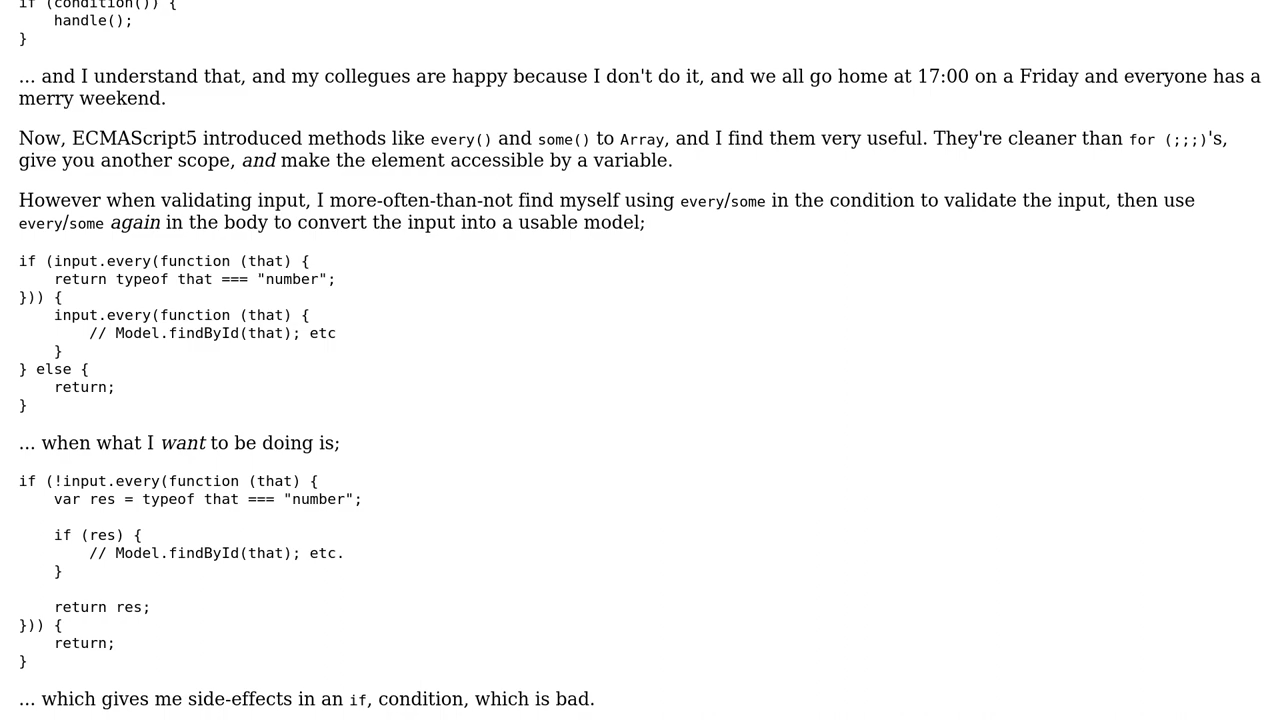 if (condition()) {
    handle();
}
... and I understand that, and my collegues are happy because I don't do it, and we all go home at 17:00 on a Friday and everyone has a
merry weekend.
Now, ECMAScript5 introduced methods like every() and some() to Array, and I find them very useful. They're cleaner than for (;;;)'s,
give you another scope, and make the element accessible by a variable.
However when validating input, I more-often-than-not find myself using every/some in the condition to validate the input, then use
every/some again in the body to convert the input into a usable model;
if (input.every(function (that) {
    return typeof that === "number";
})) {
    input.every(function (that) {
        // Model.findById(that); etc
    }
} else {
    return;
}
... when what I want to be doing is;
if (!input.every(function (that) {
    var res = typeof that === "number";
    if (res) {
        // Model.findById(that); etc.
    }
    return res;
})) {
    return;
}
... which gives me side-effects in an if, condition, which is bad.